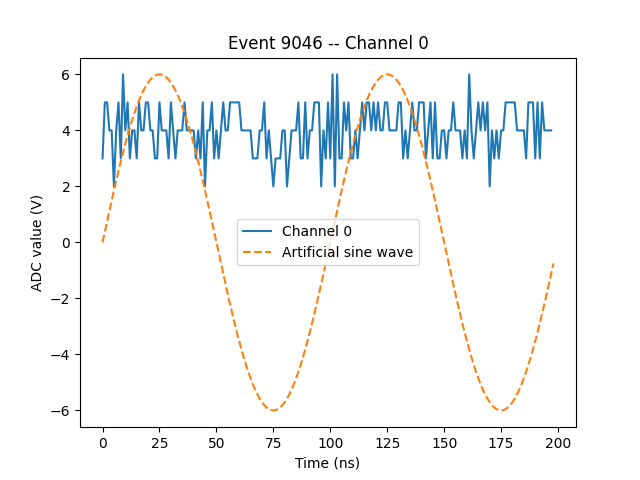 Event 9046 -- Channel 0
ADC value (V)
6
4
2
0
−2
−4
−6
Channel 0
Artificial sine wave
0 25 50 75 100 125 150 175 200
Time (ns)